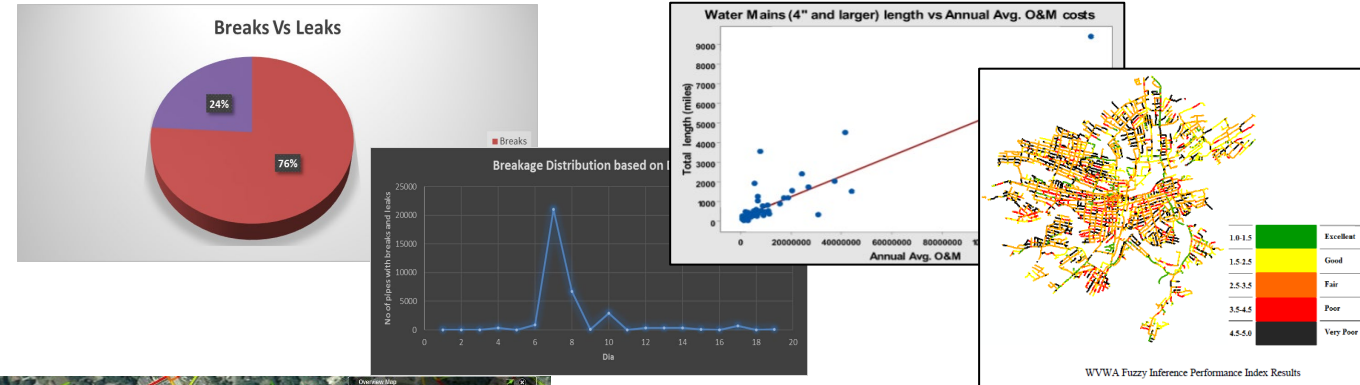 Breaks Vs Leaks
24%
76%
Breaks
Breakage Distribution based on
No of pipes with breaks and leaks
25000
20000
15000
10000
5000
0
0 2 4 6 8 10 12 14 16 18 20
Dia
Water Mains (4" and larger) length vs Annual Avg. O&M costs
Total length (miles)
9000
8000
7000
6000
5000
4000
3000
2000
1000
0
0 20000000 40000000 60000000 80000000
Annual Avg. O&M
1.0-1.5 Excellent
1.5-2.5 Good
2.5-3.5 Fair
3.5-4.5 Poor
4.5-5.0 Very Poor
WVWA Fuzzy Inference Performance Index Results
Overview Map